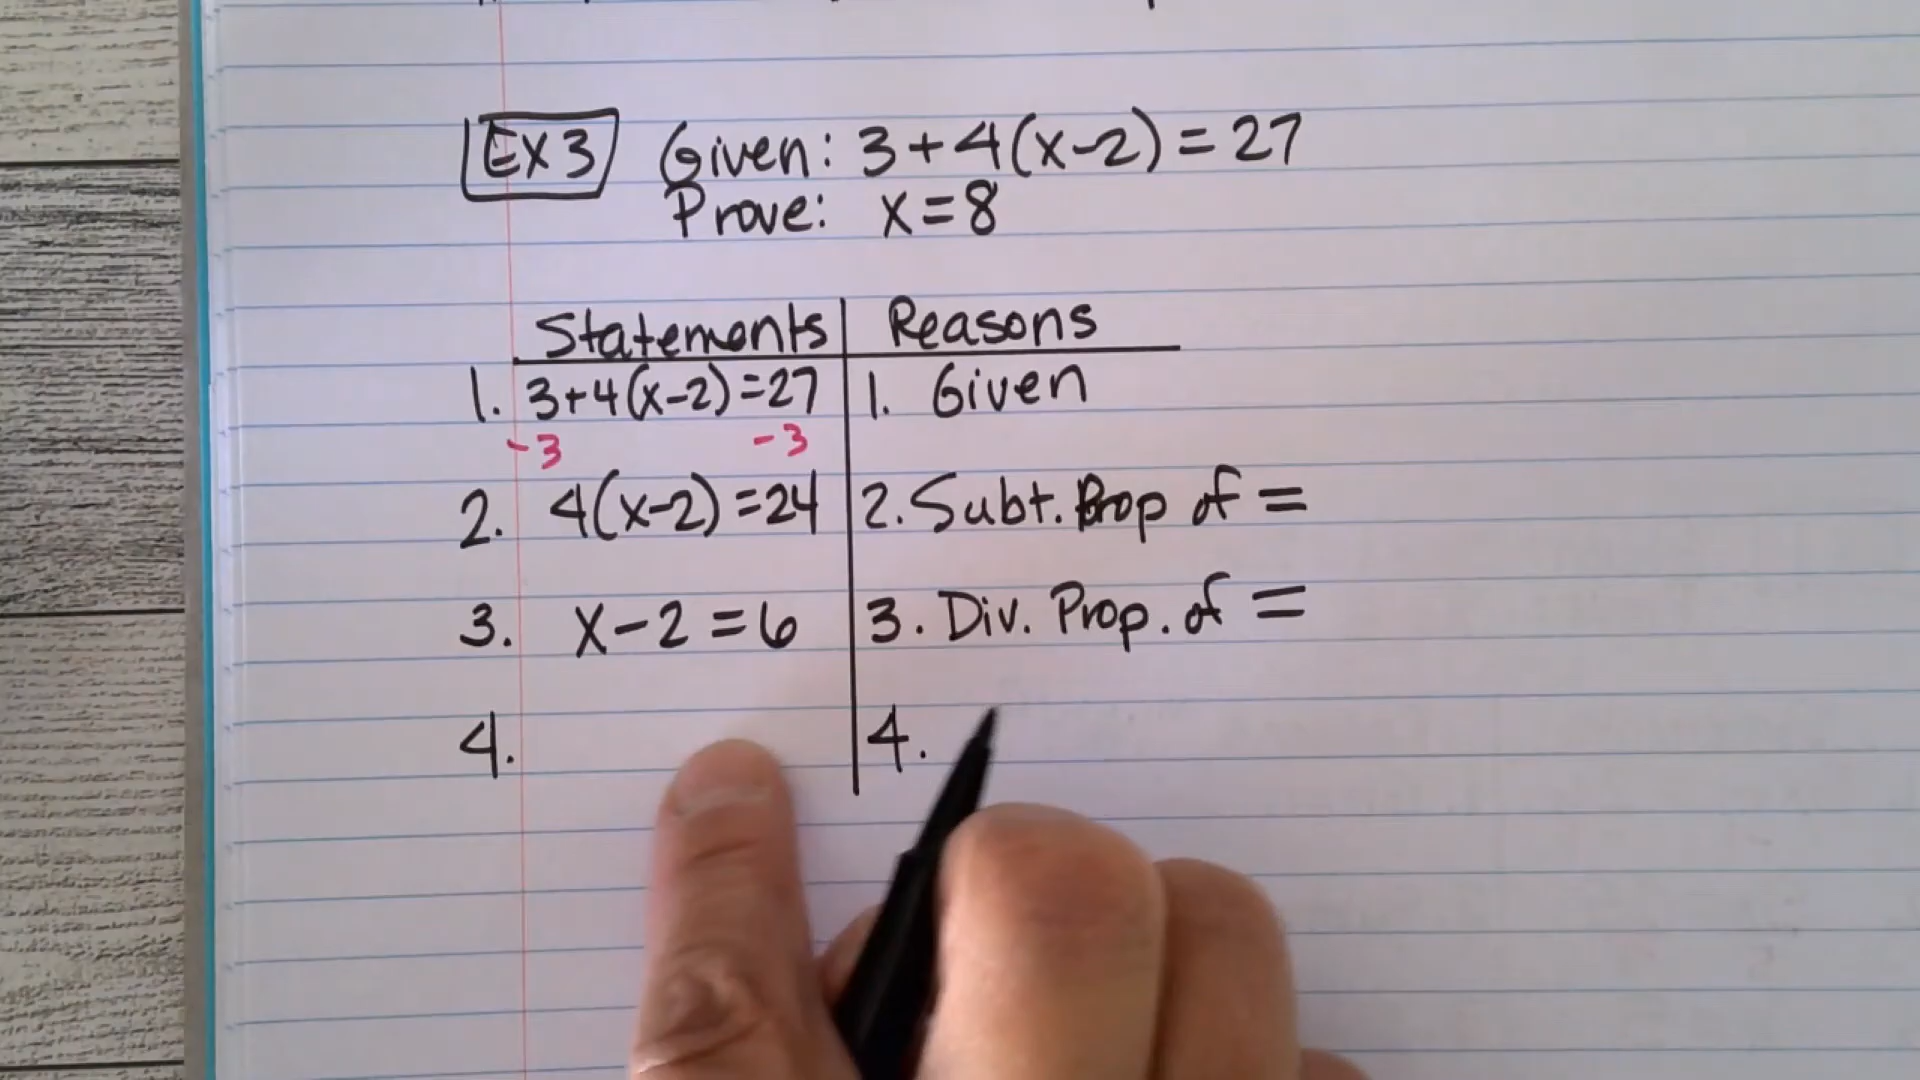 EX 3 Given: 3+4(x-2)=27
Prove: x=8
Statements Reasons
1. 3+4(x-2)=27 1. Given
-3 -3
2. 4(x-2)=24 2. Subt. Prop of =
3. x-2=6 3. Div. Prop. of =
4. 4.